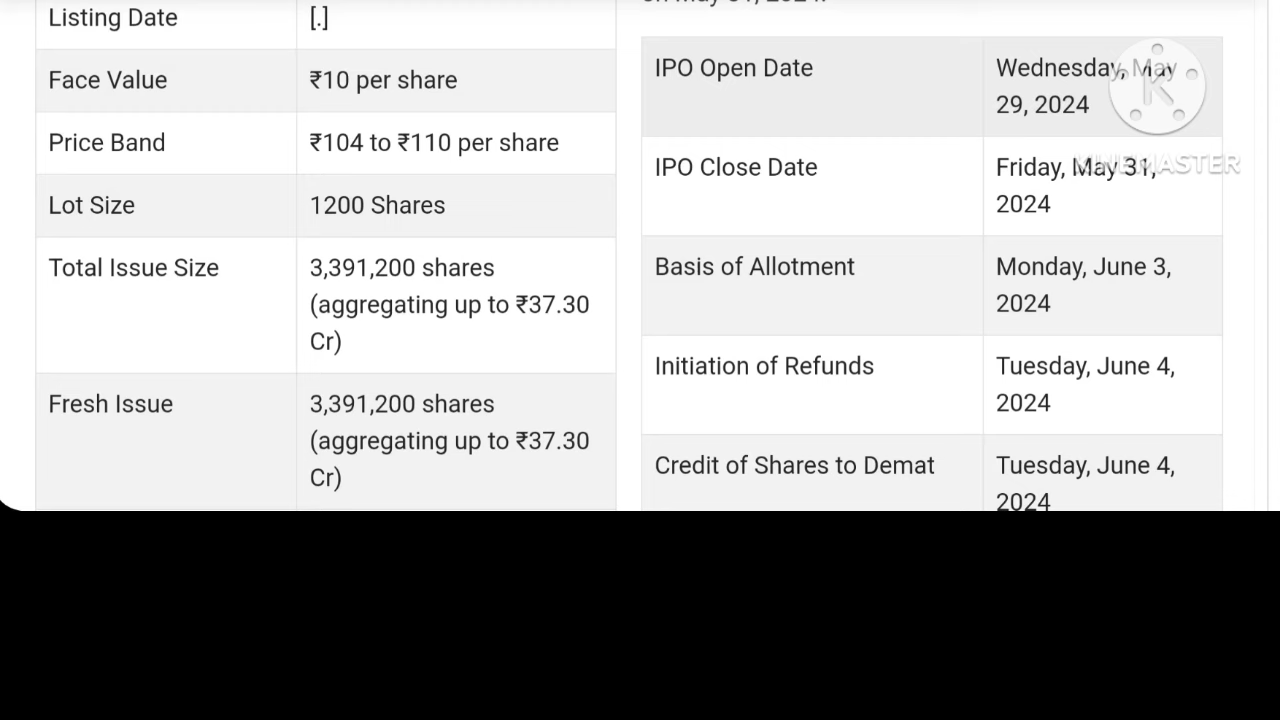 Listing Date [.]
Face Value ₹10 per share
Price Band ₹104 to ₹110 per share
Lot Size 1200 Shares
Total Issue Size 3,391,200 shares
(aggregating up to ₹37.30
Cr)
Fresh Issue 3,391,200 shares
(aggregating up to ₹37.30
Cr)
IPO Open Date Wednesday, May
29, 2024
IPO Close Date Friday, May 31,
2024
Basis of Allotment Monday, June 3,
2024
Initiation of Refunds Tuesday, June 4,
2024
Credit of Shares to Demat Tuesday, June 4,
2024
K
KINEMASTER